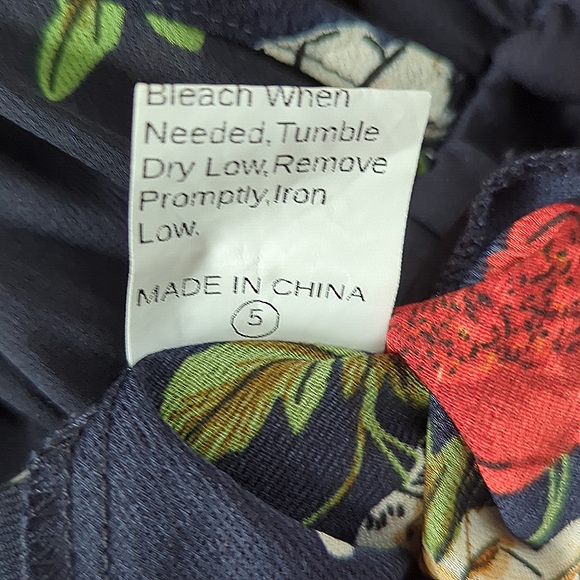 Bleach When
Needed,Tumble
Dry Low,Remove
Promptly,Iron
Low.
MADE IN CHINA
5